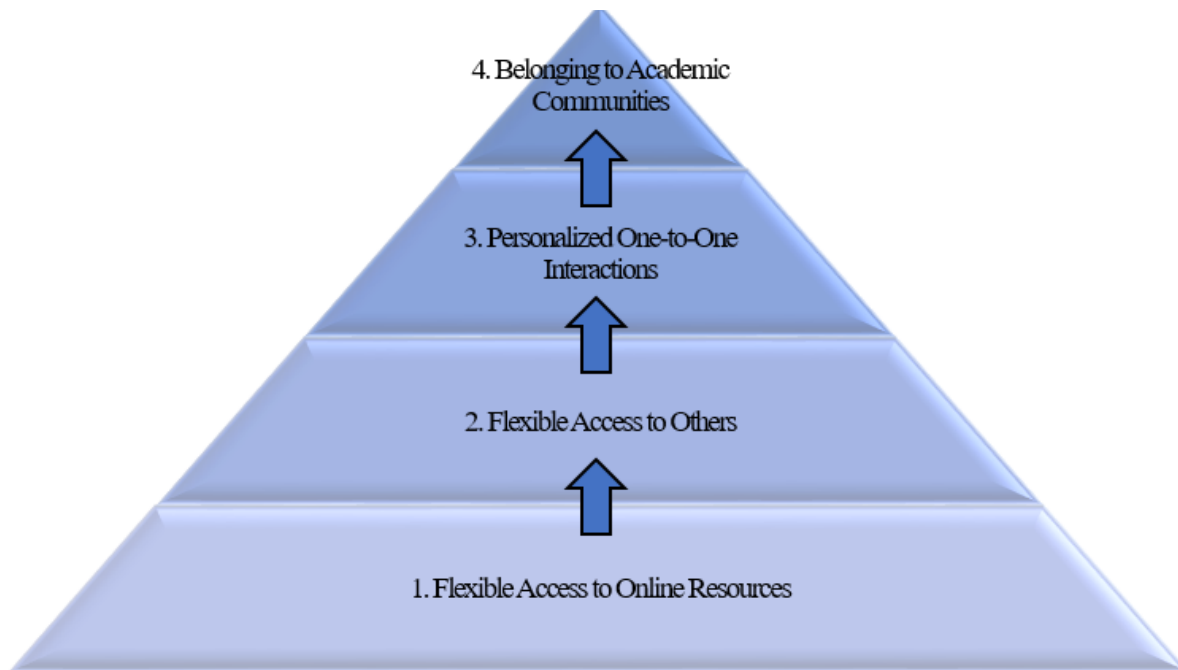 4. Belonging to Academic
Communities
3. Personalized One-to-One
Interactions
2. Flexible Access to Others
1. Flexible Access to Online Resources